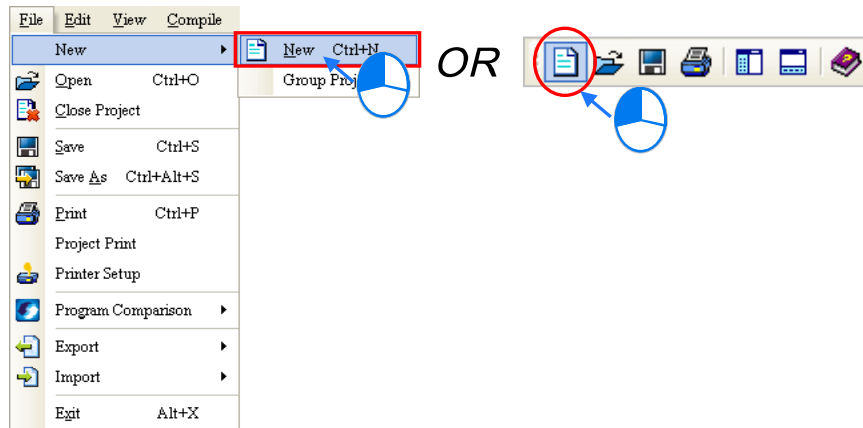 File Edit View Compile
New
New Ctrl+N
Open Ctrl+O
Group
Close Project
Save Ctrl+S
Save As Ctrl+Alt+S
Print Ctrl+P
Project Print
Printer Setup
Program Comparison
Export
Import
Exit Alt+X
OR